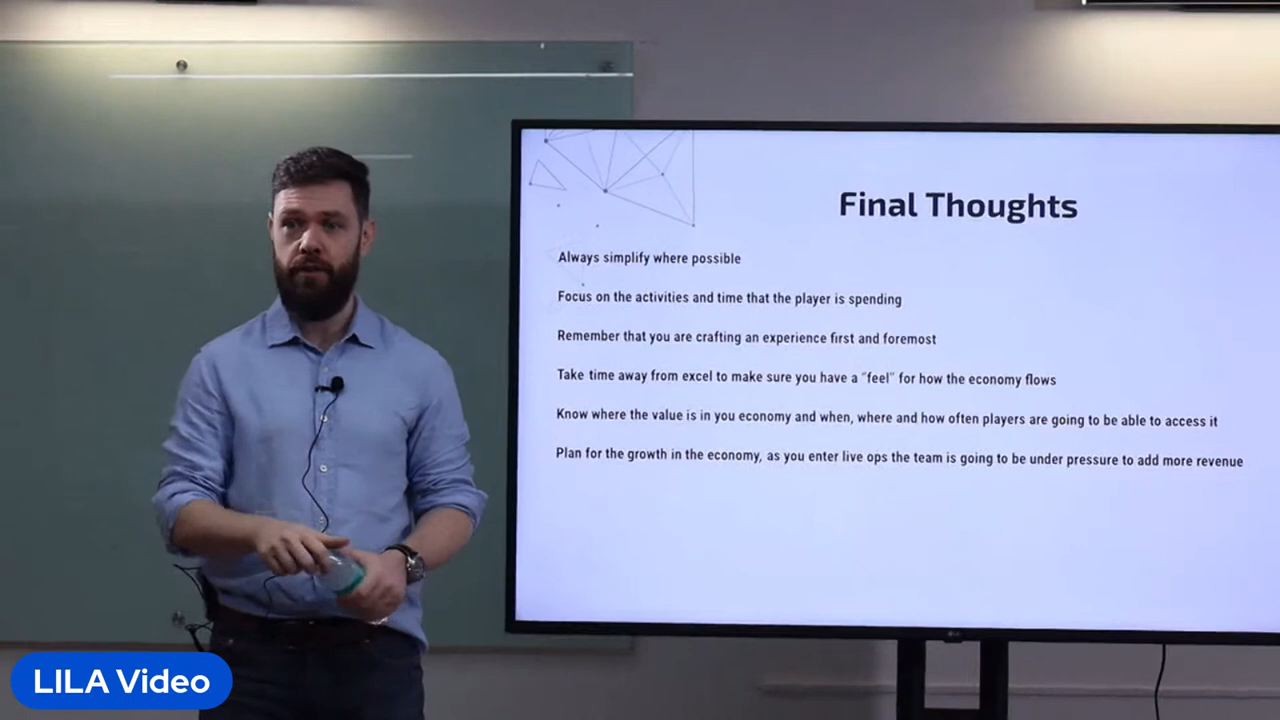 Final Thoughts
Always simplify where possible
Focus on the activities and time that the player is spending
Remember that you are crafting an experience first and foremost
Take time away from excel to make sure you have a "feel" for how the economy flows
Know where the value is in you economy and when, where and how often players are going to be able to access it
Plan for the growth in the economy, as you enter live ops the team is going to be under pressure to add more revenue
LG
LILA Video